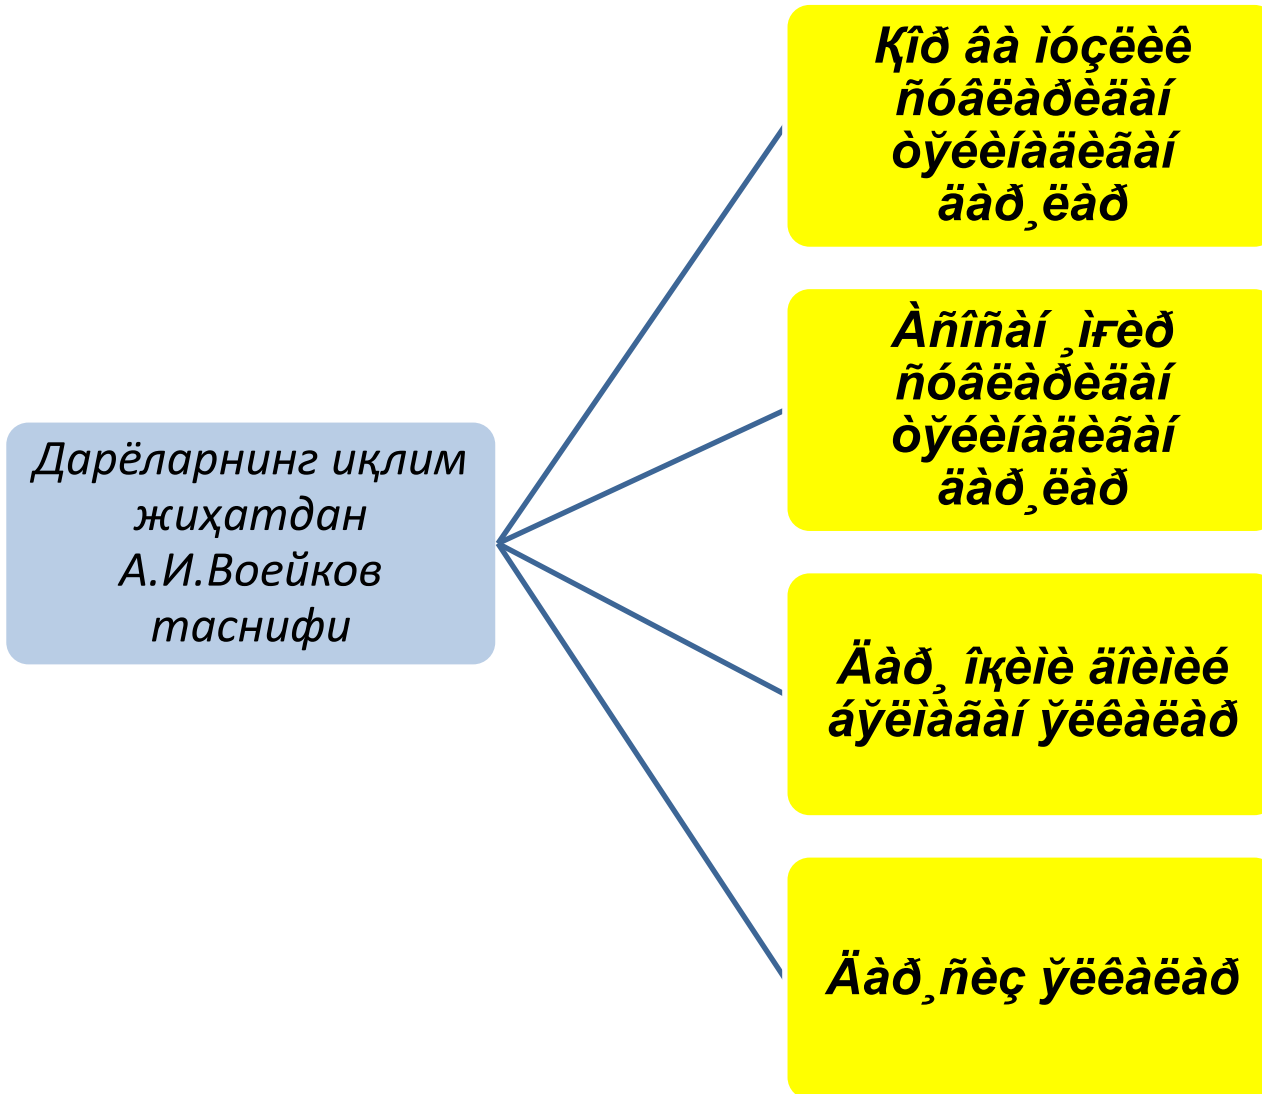 Дарёларнинг иқлим
жиҳатдан
А.И.Воейков
таснифи
Қîð âà ìóçëèê
ñóâëàðèäàí
òўéèíàäèãàí
äàð¸ëàð
Àñîñàí ¸ìғèð
ñóâëàðèäàí
òўéèíàäèãàí
äàð¸ëàð
Äàð¸ îқèìè äîèìèé
áўëìàãàí ўëêàëàð
Äàð¸ñèç ўëêàëàð